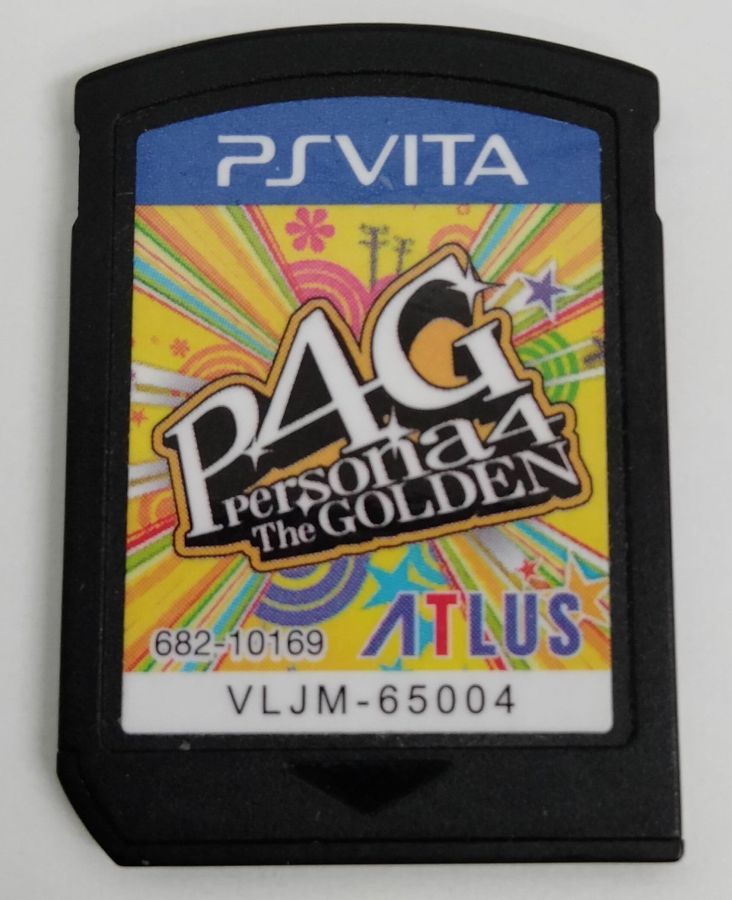 PSVITA
P4G
Persona4
The GOLDEN
682-10169
ATLUS
VLJM-65004